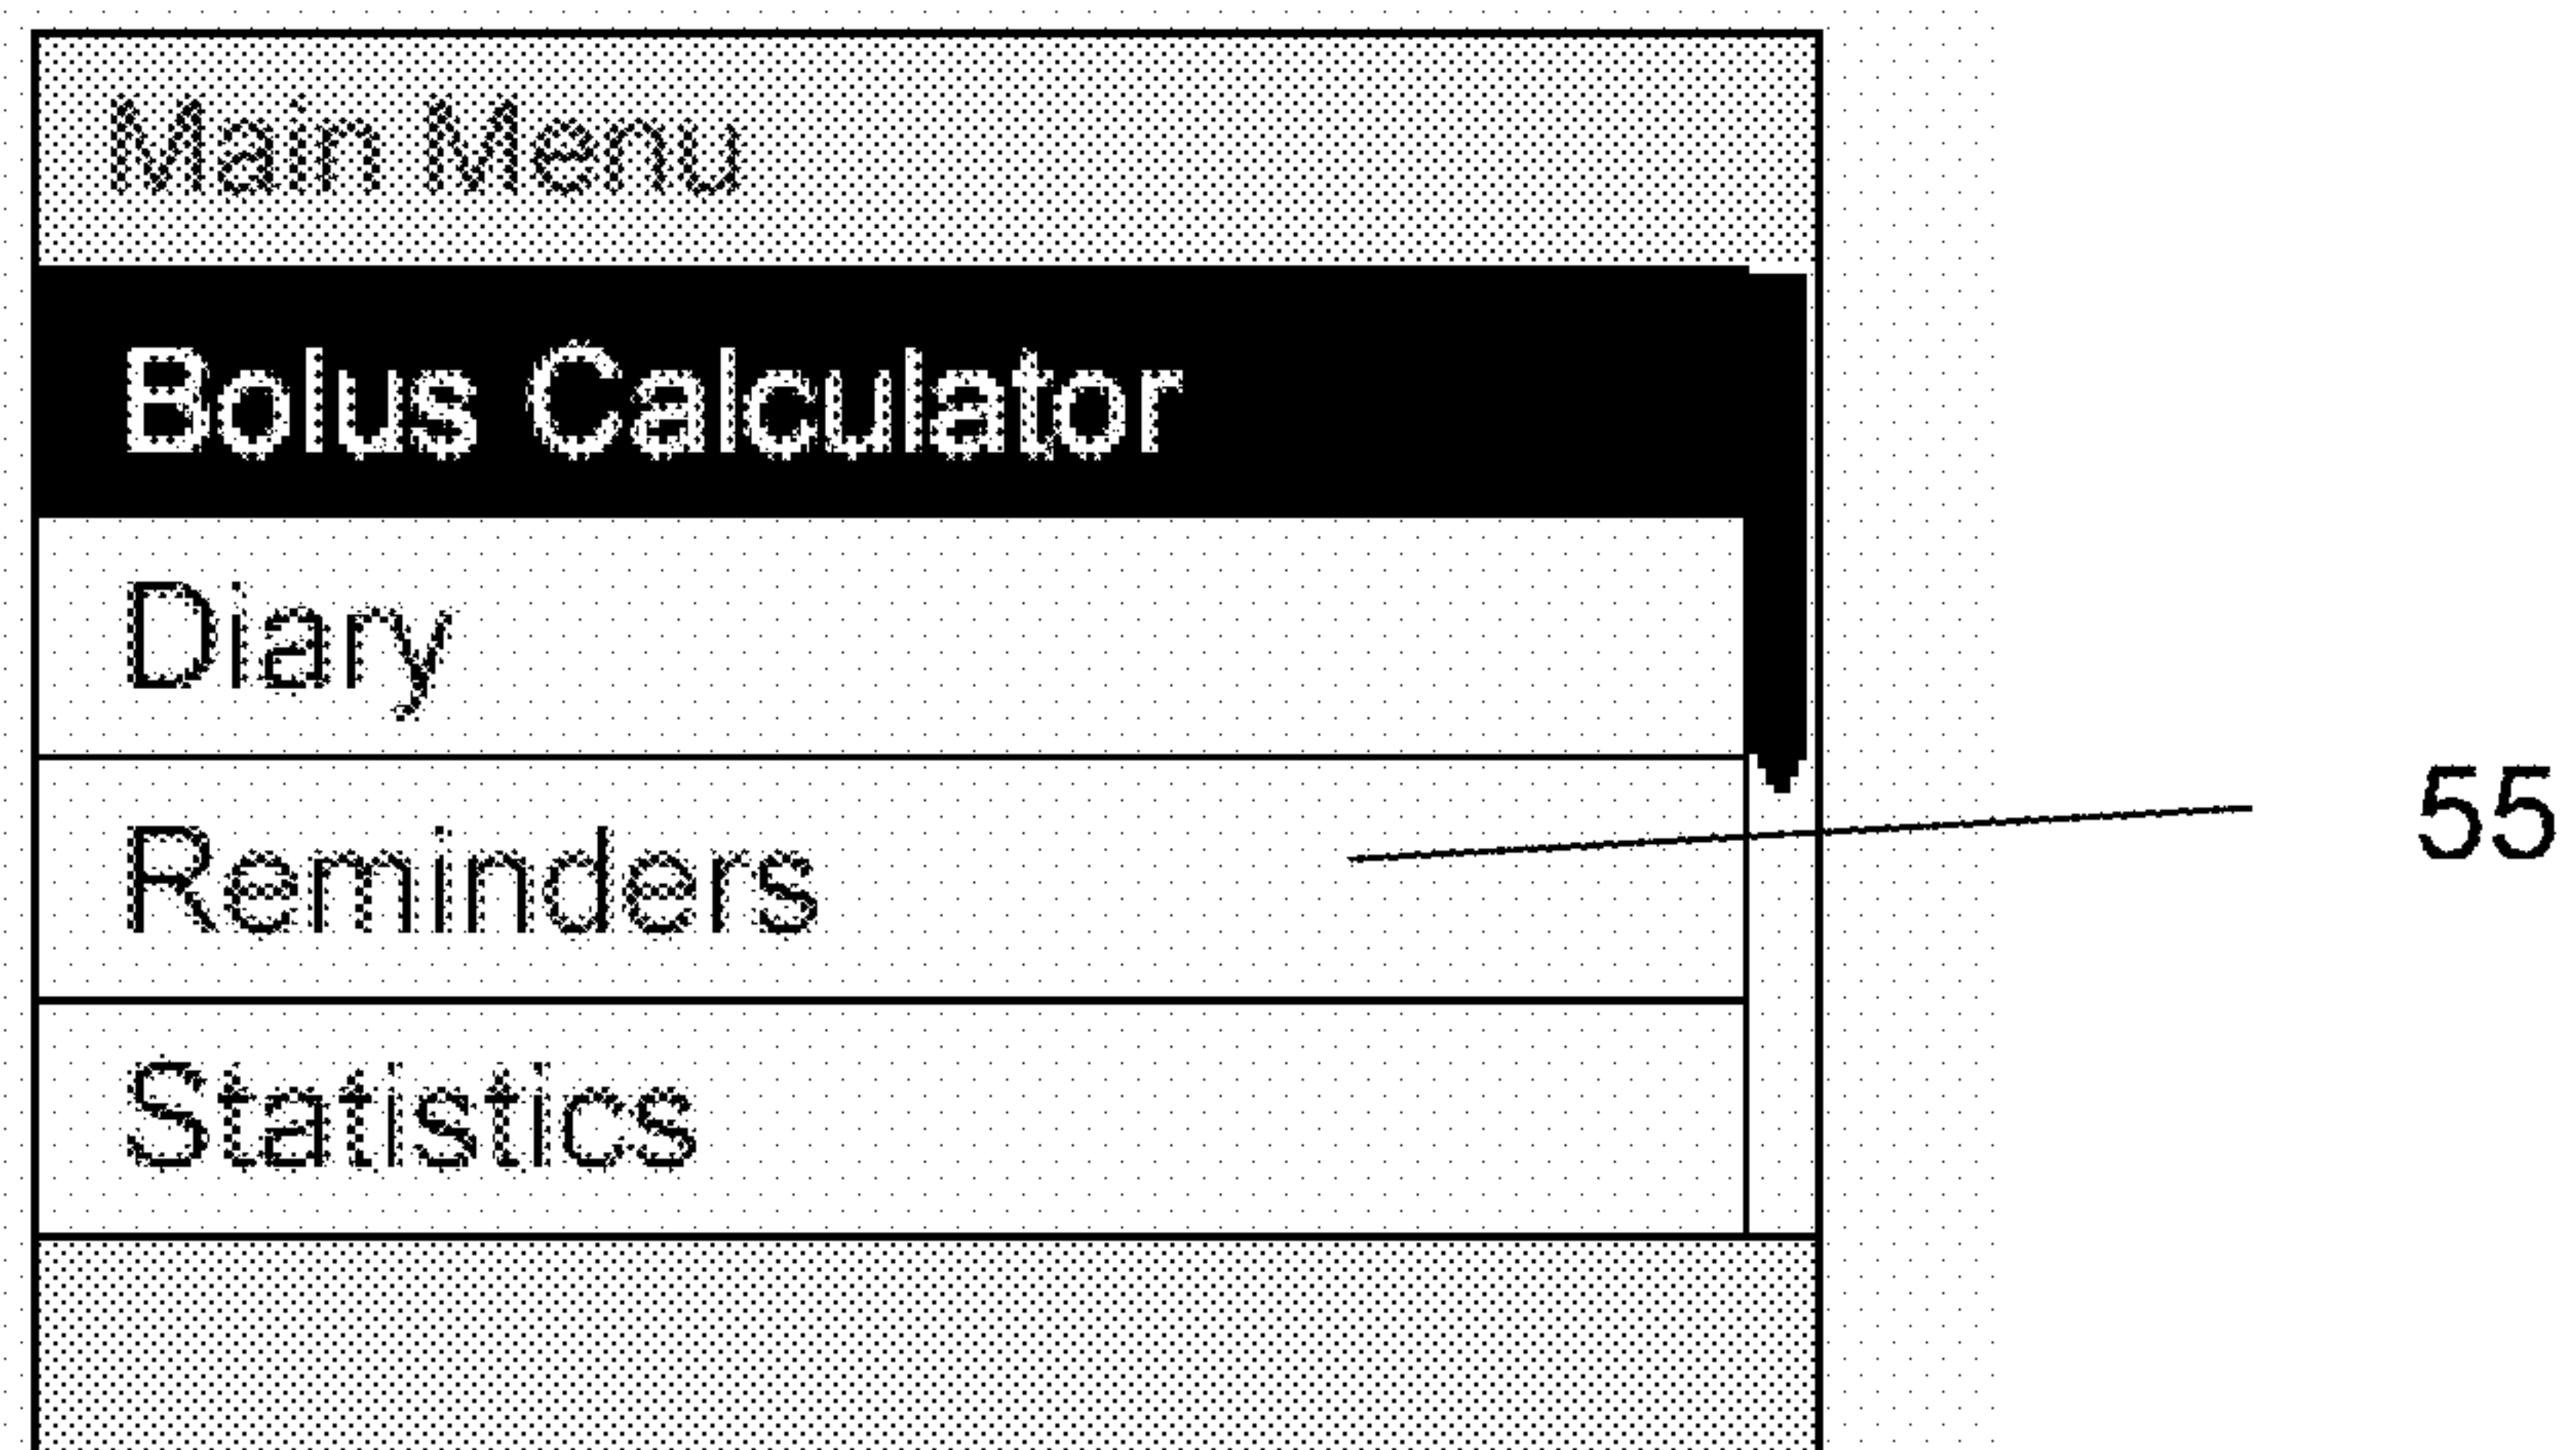 Main Menu
Bolus Calculator
Diary
Reminders
55
Statistics